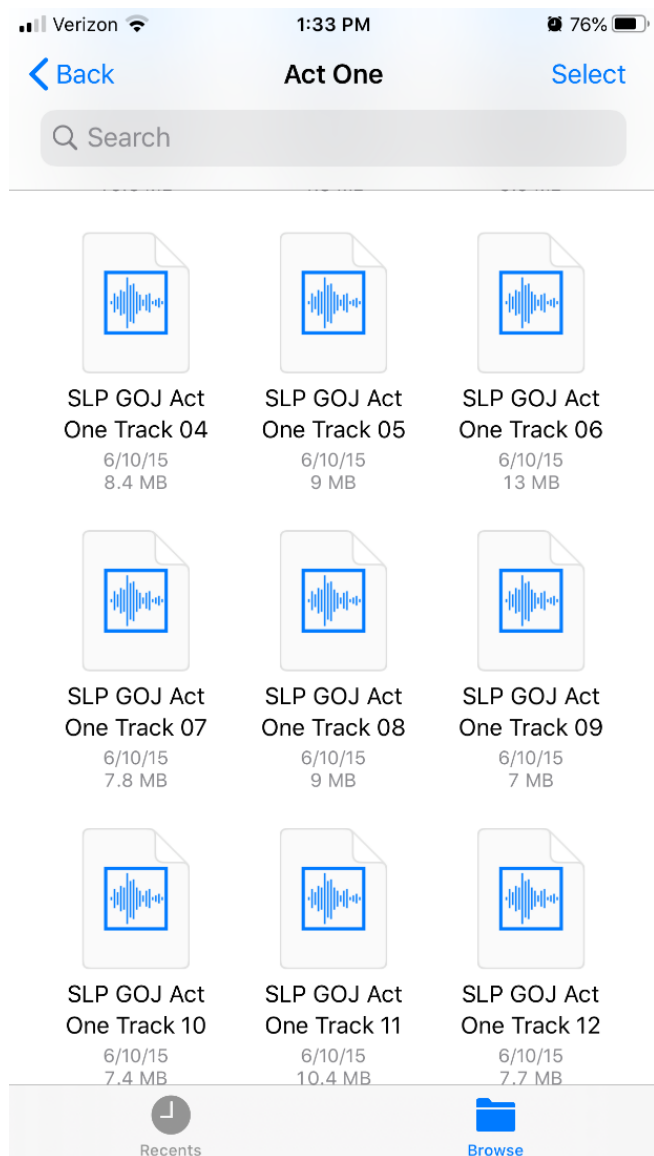 Verizon 1:33 PM 76%
Back Act One Select
Search
SLP GOJ Act SLP GOJ Act SLP GOJ Act
One Track 04 One Track 05 One Track 06
6/10/15 6/10/15 6/10/15
8.4 MB 9 MB 13 MB
SLP GOJ Act SLP GOJ Act SLP GOJ Act
One Track 07 One Track 08 One Track 09
6/10/15 6/10/15 6/10/15
7.8 MB 9 MB 7 MB
SLP GOJ Act SLP GOJ Act SLP GOJ Act
One Track 10 One Track 11 One Track 12
6/10/15 6/10/15 6/10/15
7.4 MB 10.4 MB 7.7 MB
Recents Browse